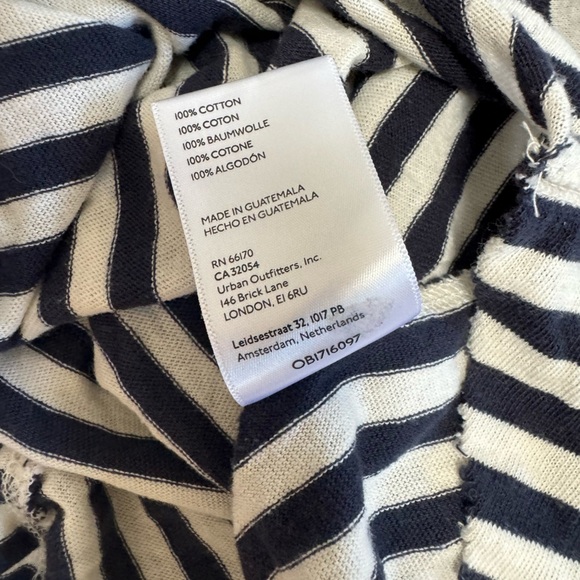 100% COTTON
100% COTON
100% BAUMWOLLE
100% COTONE
100% ALGODÓN
MADE IN GUATEMALA
HECHO EN GUATEMALA
RN 66170
CA 32054
Urban Outfitters, Inc.
146 Brick Lane
LONDON, E1 6RU
Leidsestraat 32, 1017 PB
Amsterdam, Netherlands
OB1716097